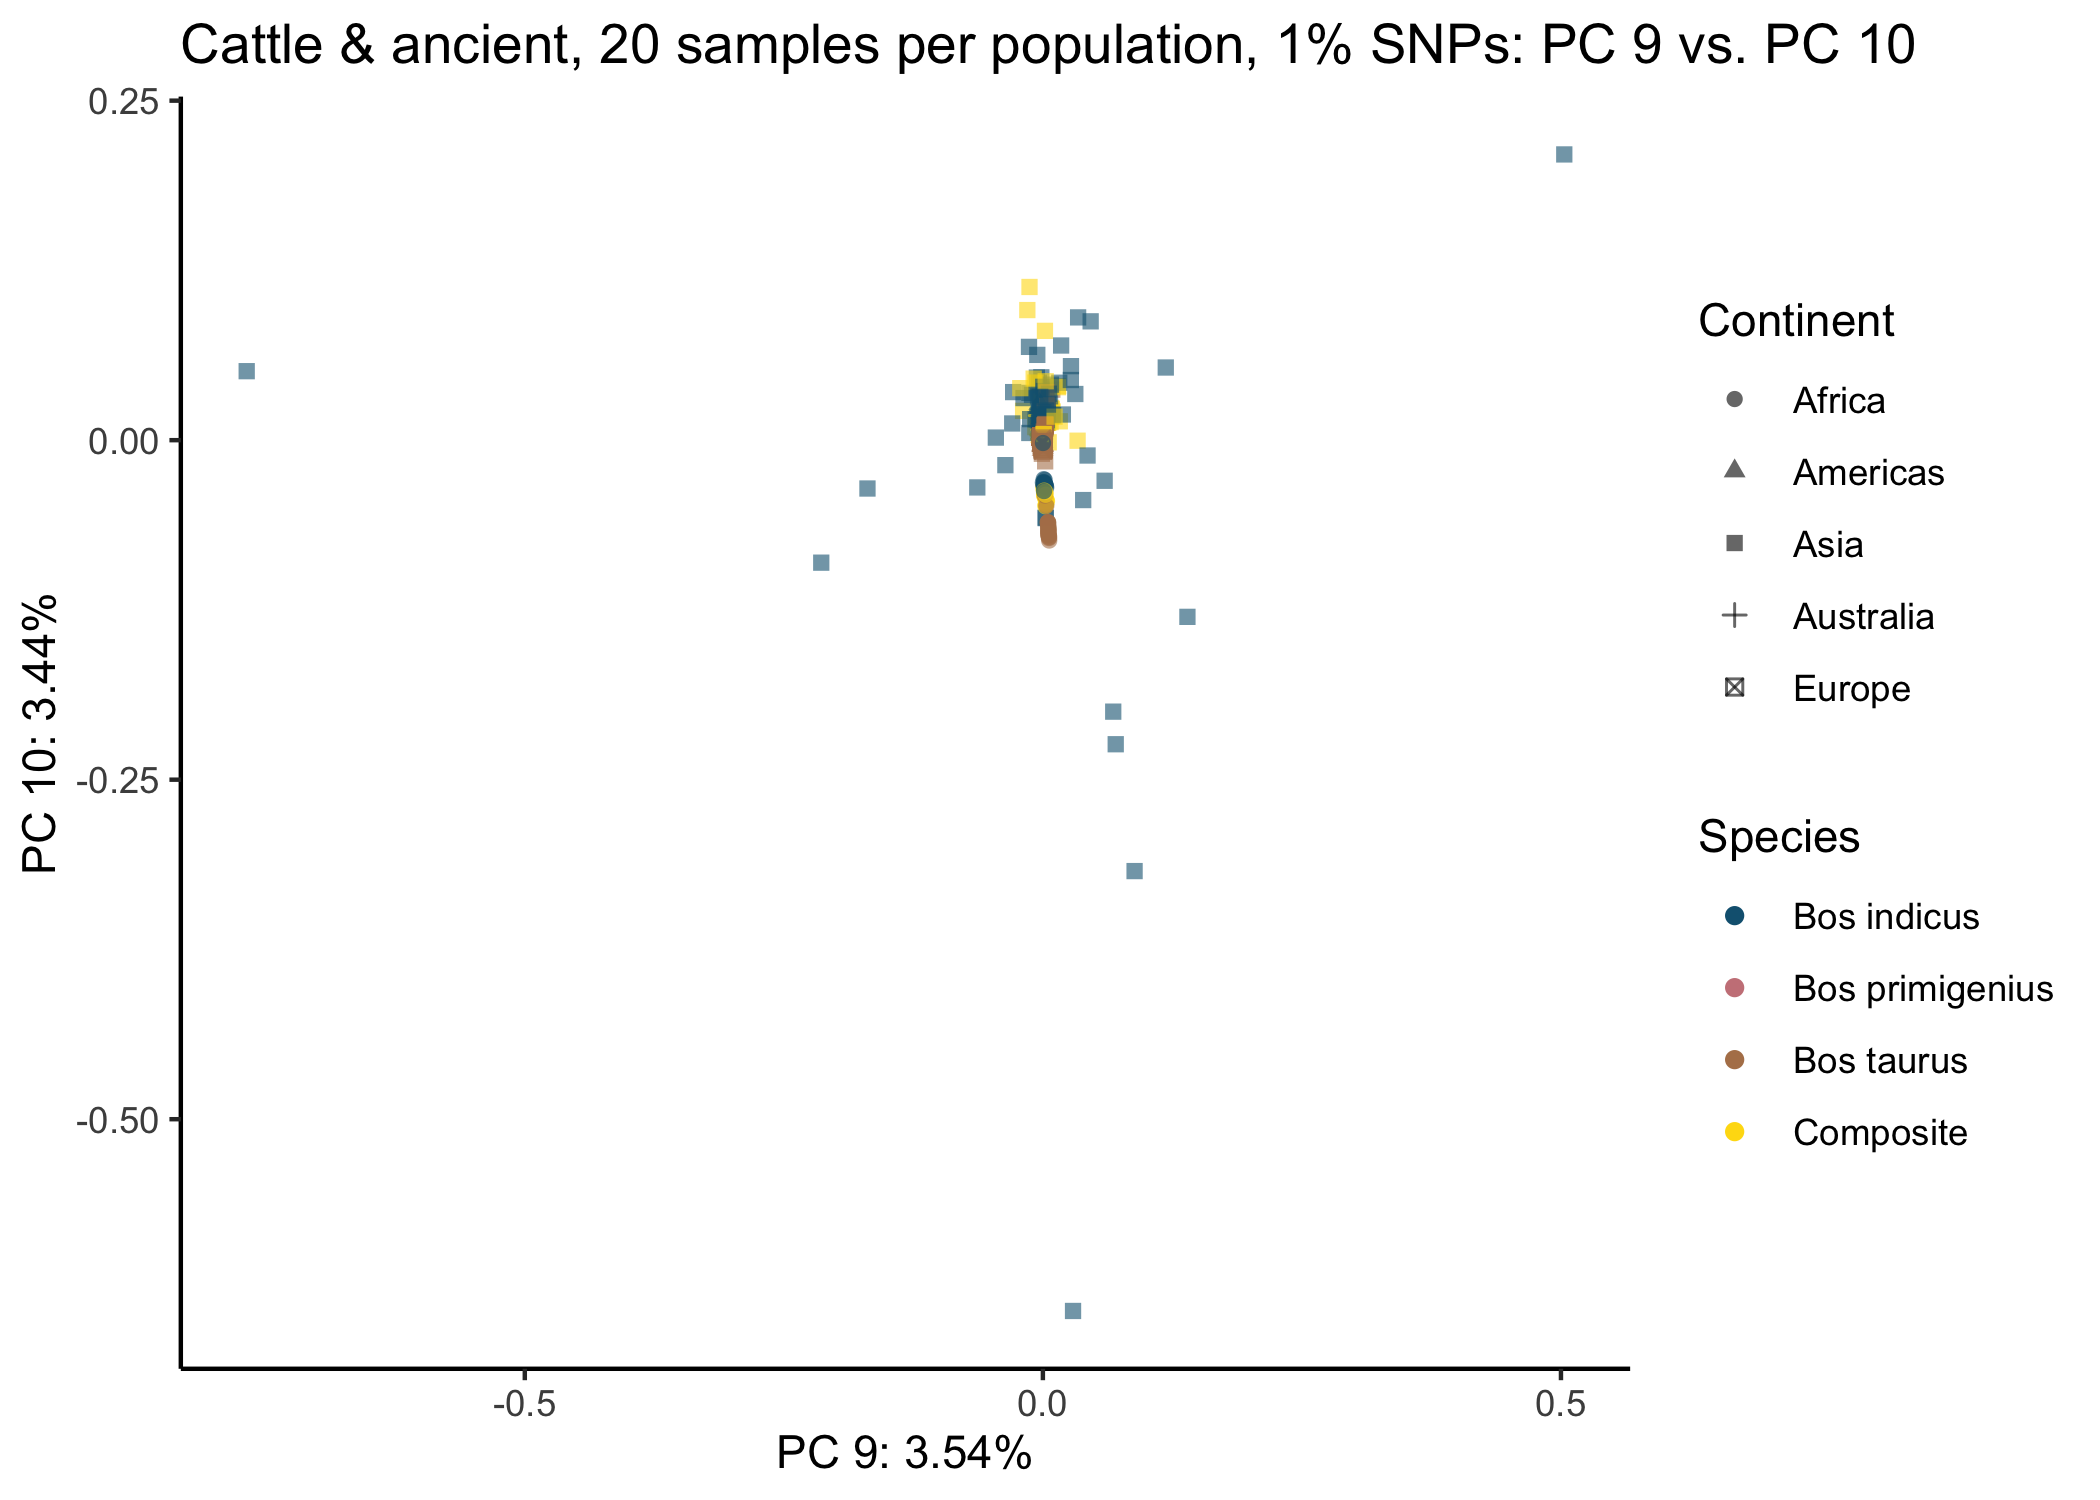 Cattle & ancient, 20 samples per population, 1% SNPs: PC 9 vs. PC 10
0.25
0.00
-0.25
-0.50
PC 10: 3.44%
-0.5
0.0
0.5
PC 9: 3.54%
Continent
Africa
Americas
Asia
Australia
Europe
Species
Bos indicus
Bos primigenius
Bos taurus
Composite